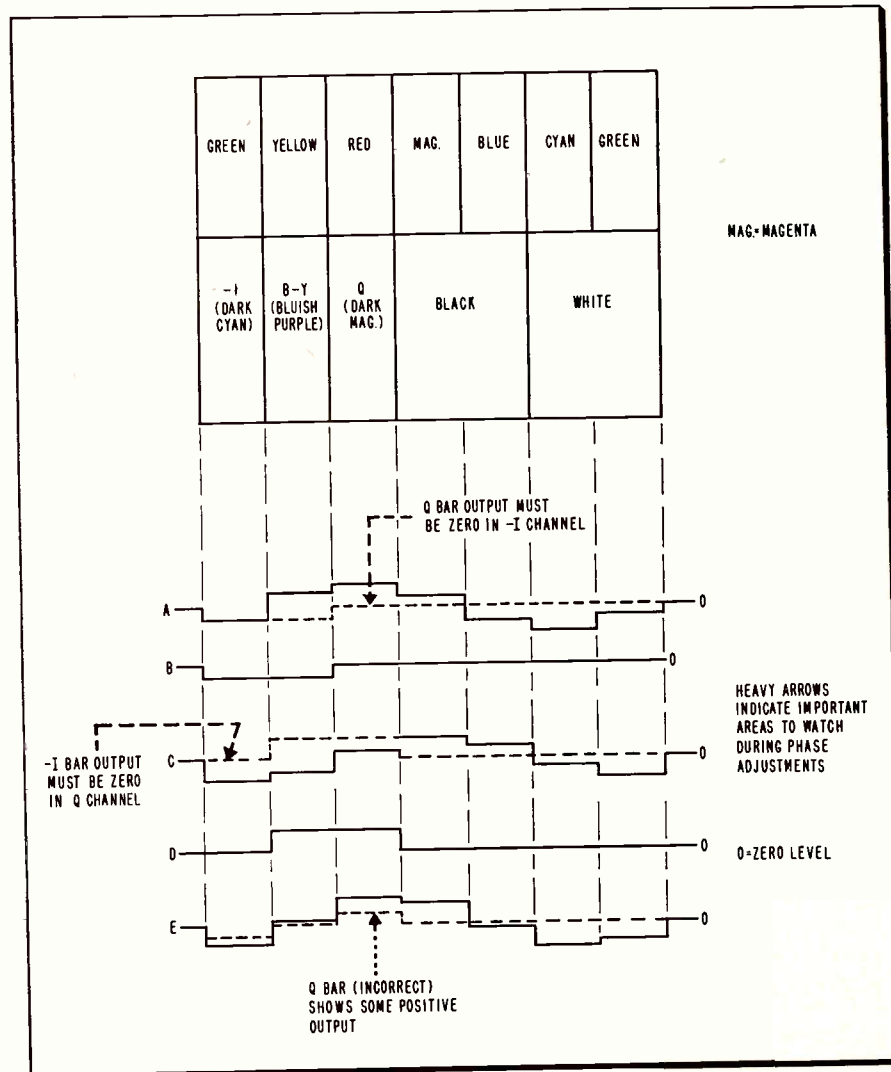 GREEN YELLOW RED MAG. BLUE CYAN GREEN
MAG.=MAGENTA
-I
(DARK
CYAN)
B-Y
(BLUISH
PURPLE)
Q
(DARK
MAG.)
BLACK
WHITE
Q BAR OUTPUT MUST
BE ZERO IN -I CHANNEL
A 0
B 0
HEAVY ARROWS
INDICATE IMPORTANT
AREAS TO WATCH
DURING PHASE
ADJUSTMENTS
-I BAR OUTPUT
MUST BE ZERO
IN Q CHANNEL
C 0
D 0
0=ZERO LEVEL
E 0
Q BAR (INCORRECT)
SHOWS SOME POSITIVE
OUTPUT